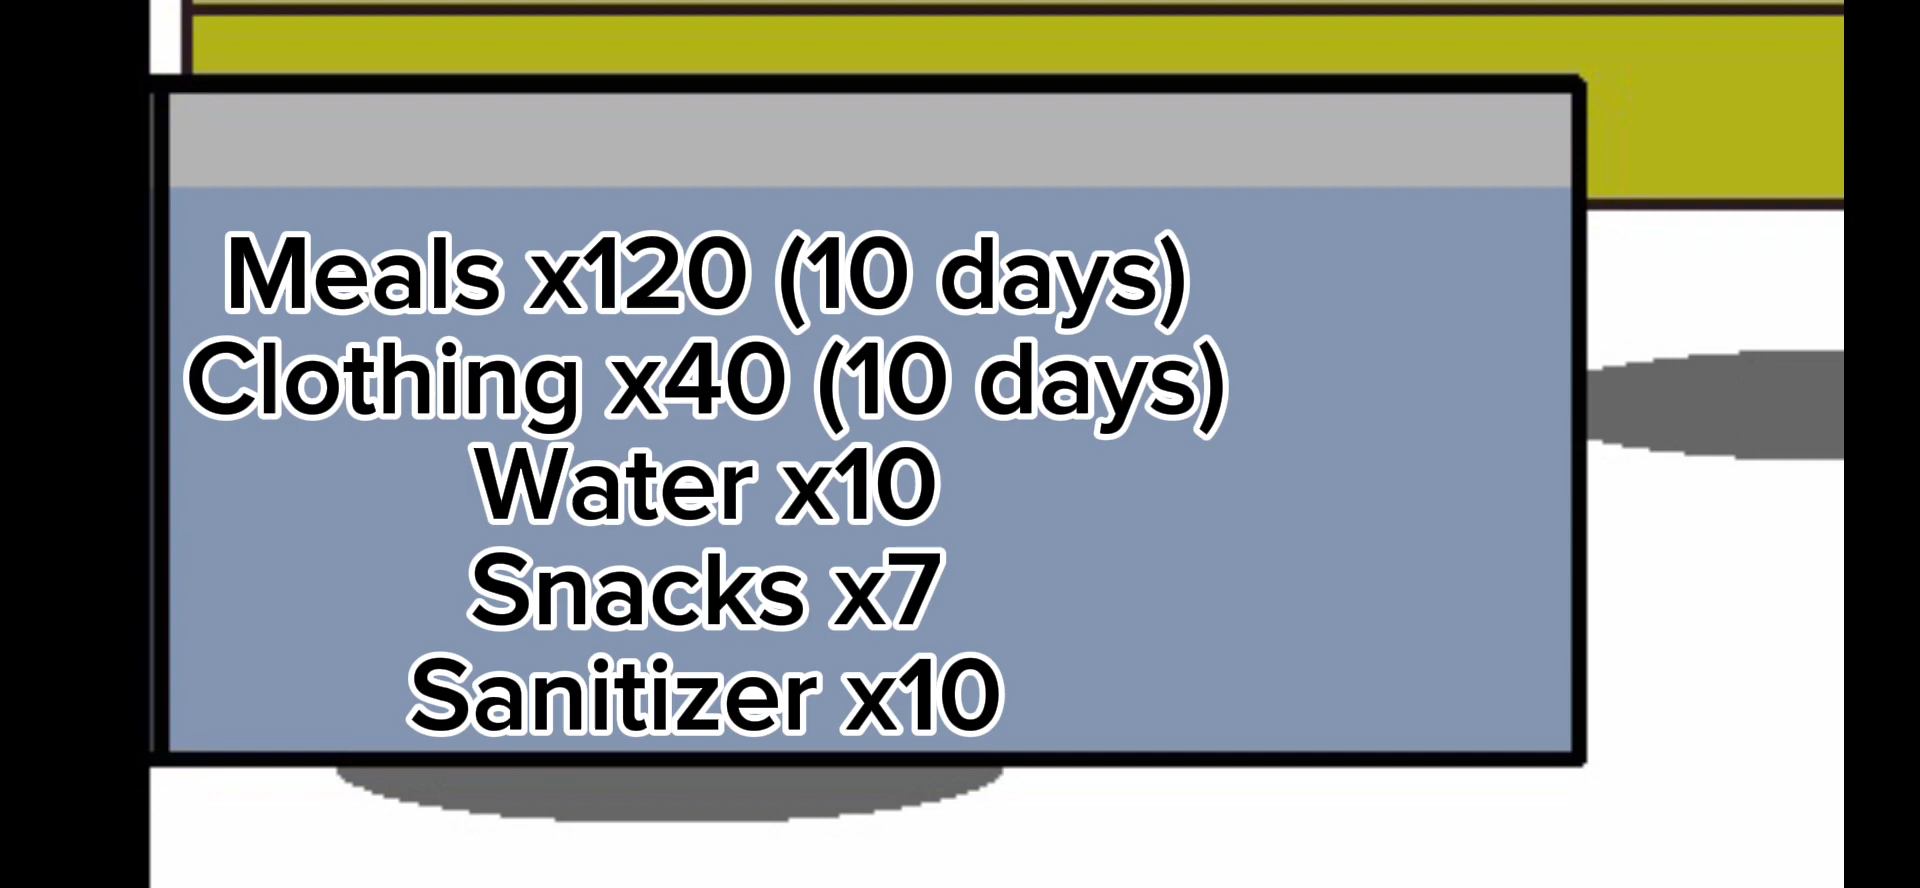 Meals x120 (10 days)
Clothing x40 (10 days)
Water x10
Snacks x7
Sanitizer x10